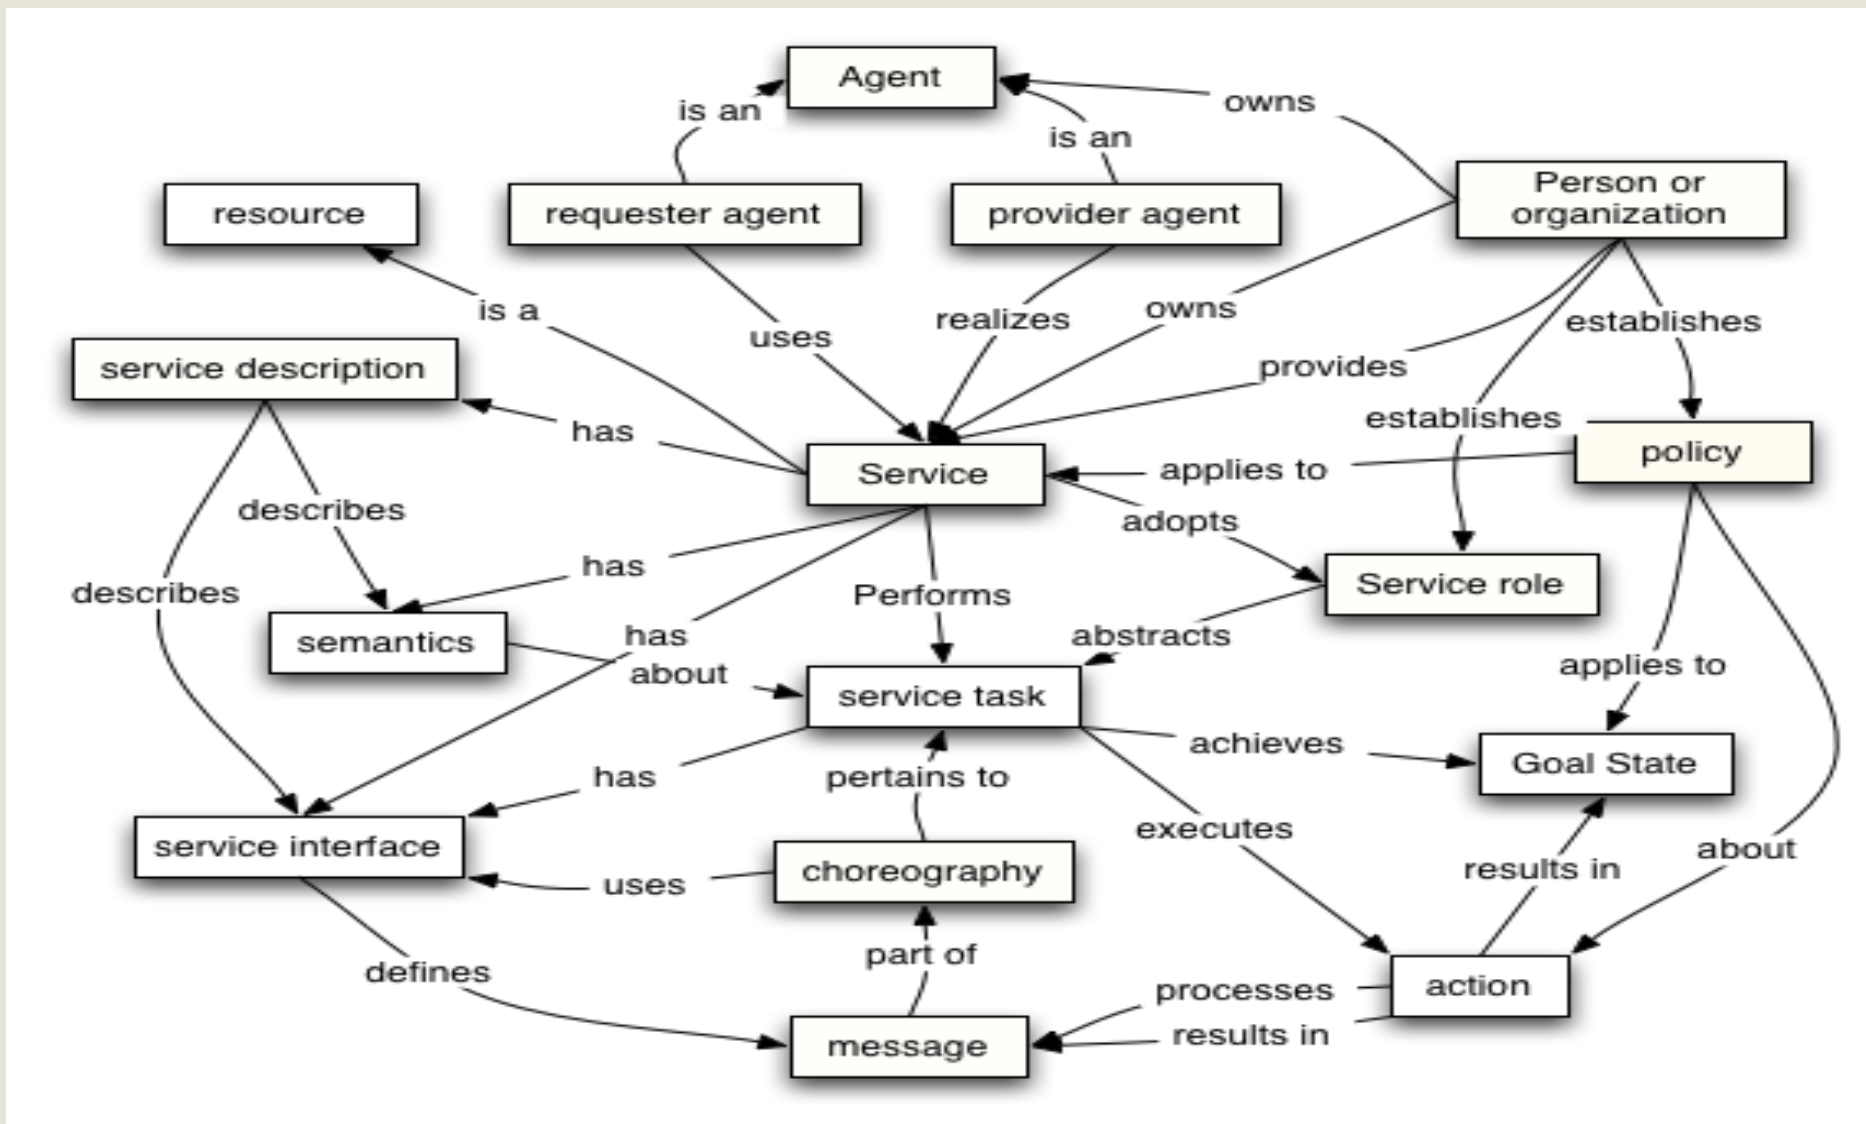 Agent
is an
owns
is an
Person or
organization
resource
requester agent
provider agent
is a
uses
realizes
owns
establishes
service description
provides
has
establishes
Service
applies to
policy
describes
adopts
has
describes
Performs
Service role
semantics
has
abstracts
about
service task
applies to
has
pertains to
achieves
Goal State
service interface
executes
about
uses
choreography
results in
defines
part of
processes
action
message
results in